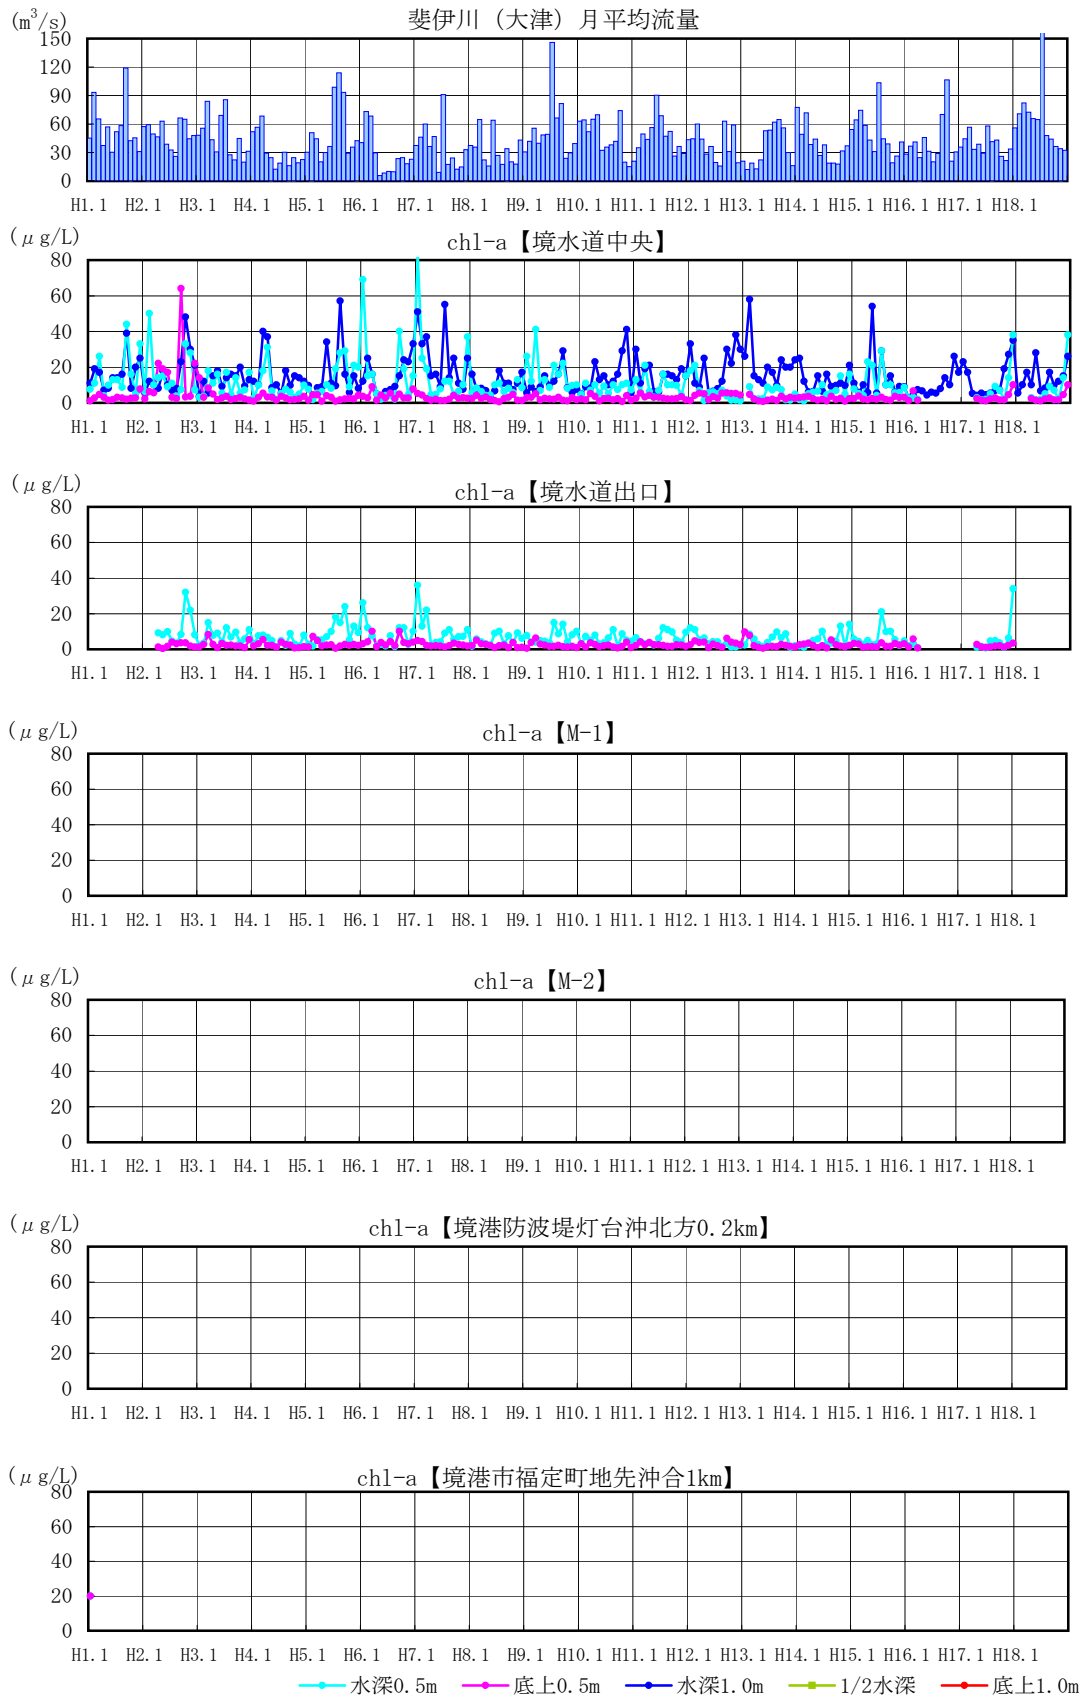 (m³/s)
斐伊川（大津）月平均流量
150
120
90
60
30
0
H1.1 H2.1 H3.1 H4.1 H5.1 H6.1 H7.1 H8.1 H9.1 H10.1 H11.1 H12.1 H13.1 H14.1 H15.1 H16.1 H17.1 H18.1
(μg/L)
chl-a【境水道中央】
80
60
40
20
0
H1.1 H2.1 H3.1 H4.1 H5.1 H6.1 H7.1 H8.1 H9.1 H10.1 H11.1 H12.1 H13.1 H14.1 H15.1 H16.1 H17.1 H18.1
(μg/L)
chl-a【境水道出口】
80
60
40
20
0
H1.1 H2.1 H3.1 H4.1 H5.1 H6.1 H7.1 H8.1 H9.1 H10.1 H11.1 H12.1 H13.1 H14.1 H15.1 H16.1 H17.1 H18.1
(μg/L)
chl-a【M-1】
80
60
40
20
0
H1.1 H2.1 H3.1 H4.1 H5.1 H6.1 H7.1 H8.1 H9.1 H10.1 H11.1 H12.1 H13.1 H14.1 H15.1 H16.1 H17.1 H18.1
(μg/L)
chl-a【M-2】
80
60
40
20
0
H1.1 H2.1 H3.1 H4.1 H5.1 H6.1 H7.1 H8.1 H9.1 H10.1 H11.1 H12.1 H13.1 H14.1 H15.1 H16.1 H17.1 H18.1
(μg/L)
chl-a【境港防波堤灯台沖北方0.2km】
80
60
40
20
0
H1.1 H2.1 H3.1 H4.1 H5.1 H6.1 H7.1 H8.1 H9.1 H10.1 H11.1 H12.1 H13.1 H14.1 H15.1 H16.1 H17.1 H18.1
(μg/L)
chl-a【境港市福定町地先沖合1km】
80
60
40
20
0
H1.1 H2.1 H3.1 H4.1 H5.1 H6.1 H7.1 H8.1 H9.1 H10.1 H11.1 H12.1 H13.1 H14.1 H15.1 H16.1 H17.1 H18.1
水深0.5m 底上0.5m 水深1.0m 1/2水深 底上1.0m